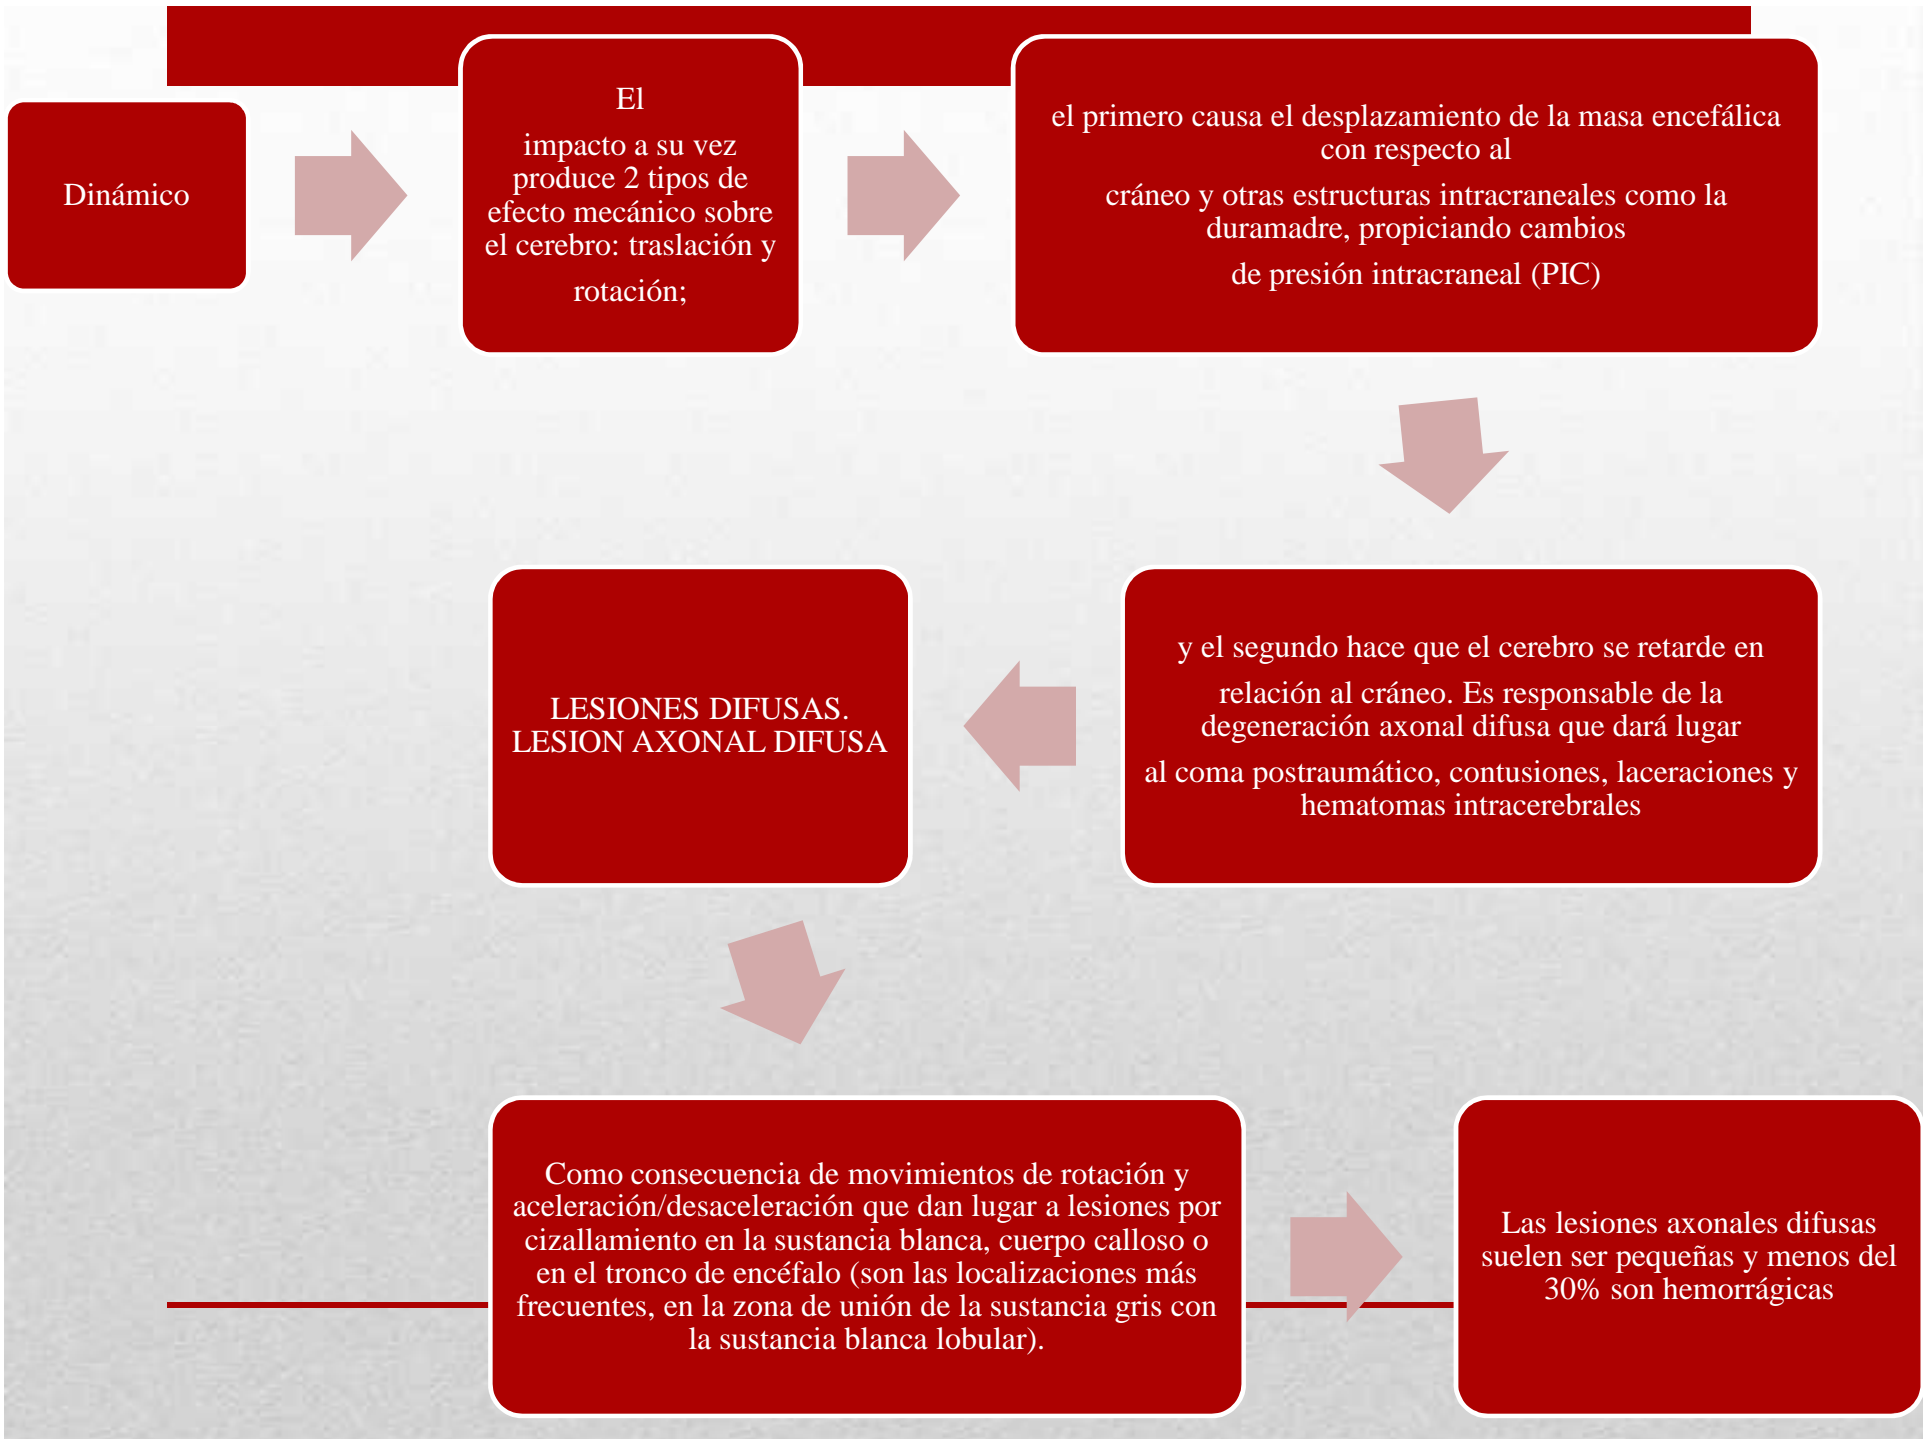 Dinámico
El
impacto a su vez
produce 2 tipos de
efecto mecánico sobre
el cerebro: traslación y
rotación;
el primero causa el desplazamiento de la masa encefálica
con respecto al
cráneo y otras estructuras intracraneales como la
duramadre, propiciando cambios
de presión intracraneal (PIC)
y el segundo hace que el cerebro se retarde en
relación al cráneo. Es responsable de la
degeneración axonal difusa que dará lugar
al coma postraumático, contusiones, laceraciones y
hematomas intracerebrales
LESIONES DIFUSAS.
LESION AXONAL DIFUSA
Como consecuencia de movimientos de rotación y
aceleración/desaceleración que dan lugar a lesiones por
cizallamiento en la sustancia blanca, cuerpo calloso o
en el tronco de encéfalo (son las localizaciones más
frecuentes, en la zona de unión de la sustancia gris con
la sustancia blanca lobular).
Las lesiones axonales difusas
suelen ser pequeñas y menos del
30% son hemorrágicas